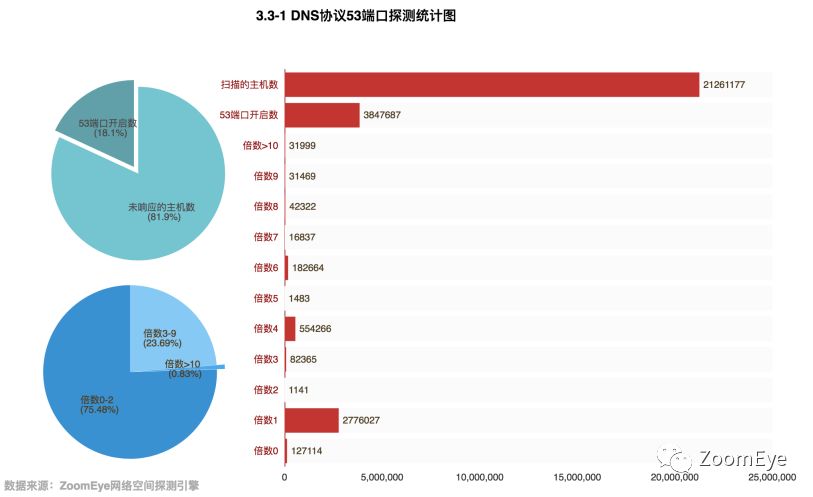 3.3-1 DNS协议53端口探测统计图
53端口开启数
(18.1%)
未响应的主机数
(81.9%)
倍数3-9
(23.69%)
倍数>10
(0.83%)
倍数0-2
(75.48%)
扫描的主机数 21261177
53端口开启数 3847687
倍数>10 31999
倍数9 31469
倍数8 42322
倍数7 16837
倍数6 182664
倍数5 1483
倍数4 554266
倍数3 82365
倍数2 1141
倍数1 2776027
倍数0 127114
0 5,000,000 10,000,000 15,000,000 20,000,000 25,000,000
数据来源：ZoomEye网络空间探测引擎
ZoomEye